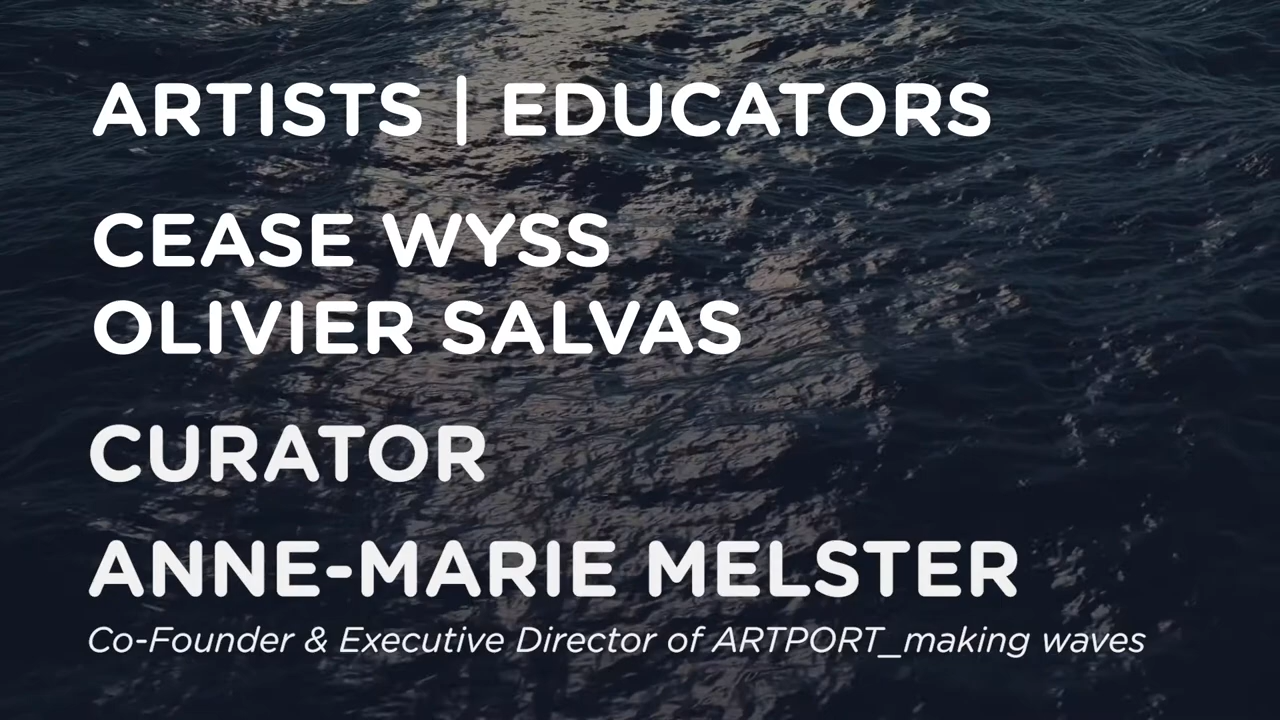 ARTISTS | EDUCATORS
CEASE WYSS
OLIVIER SALVAS
CURATOR
ANNE-MARIE MELSTER
Co-Founder & Executive Director of ARTPORT_making waves